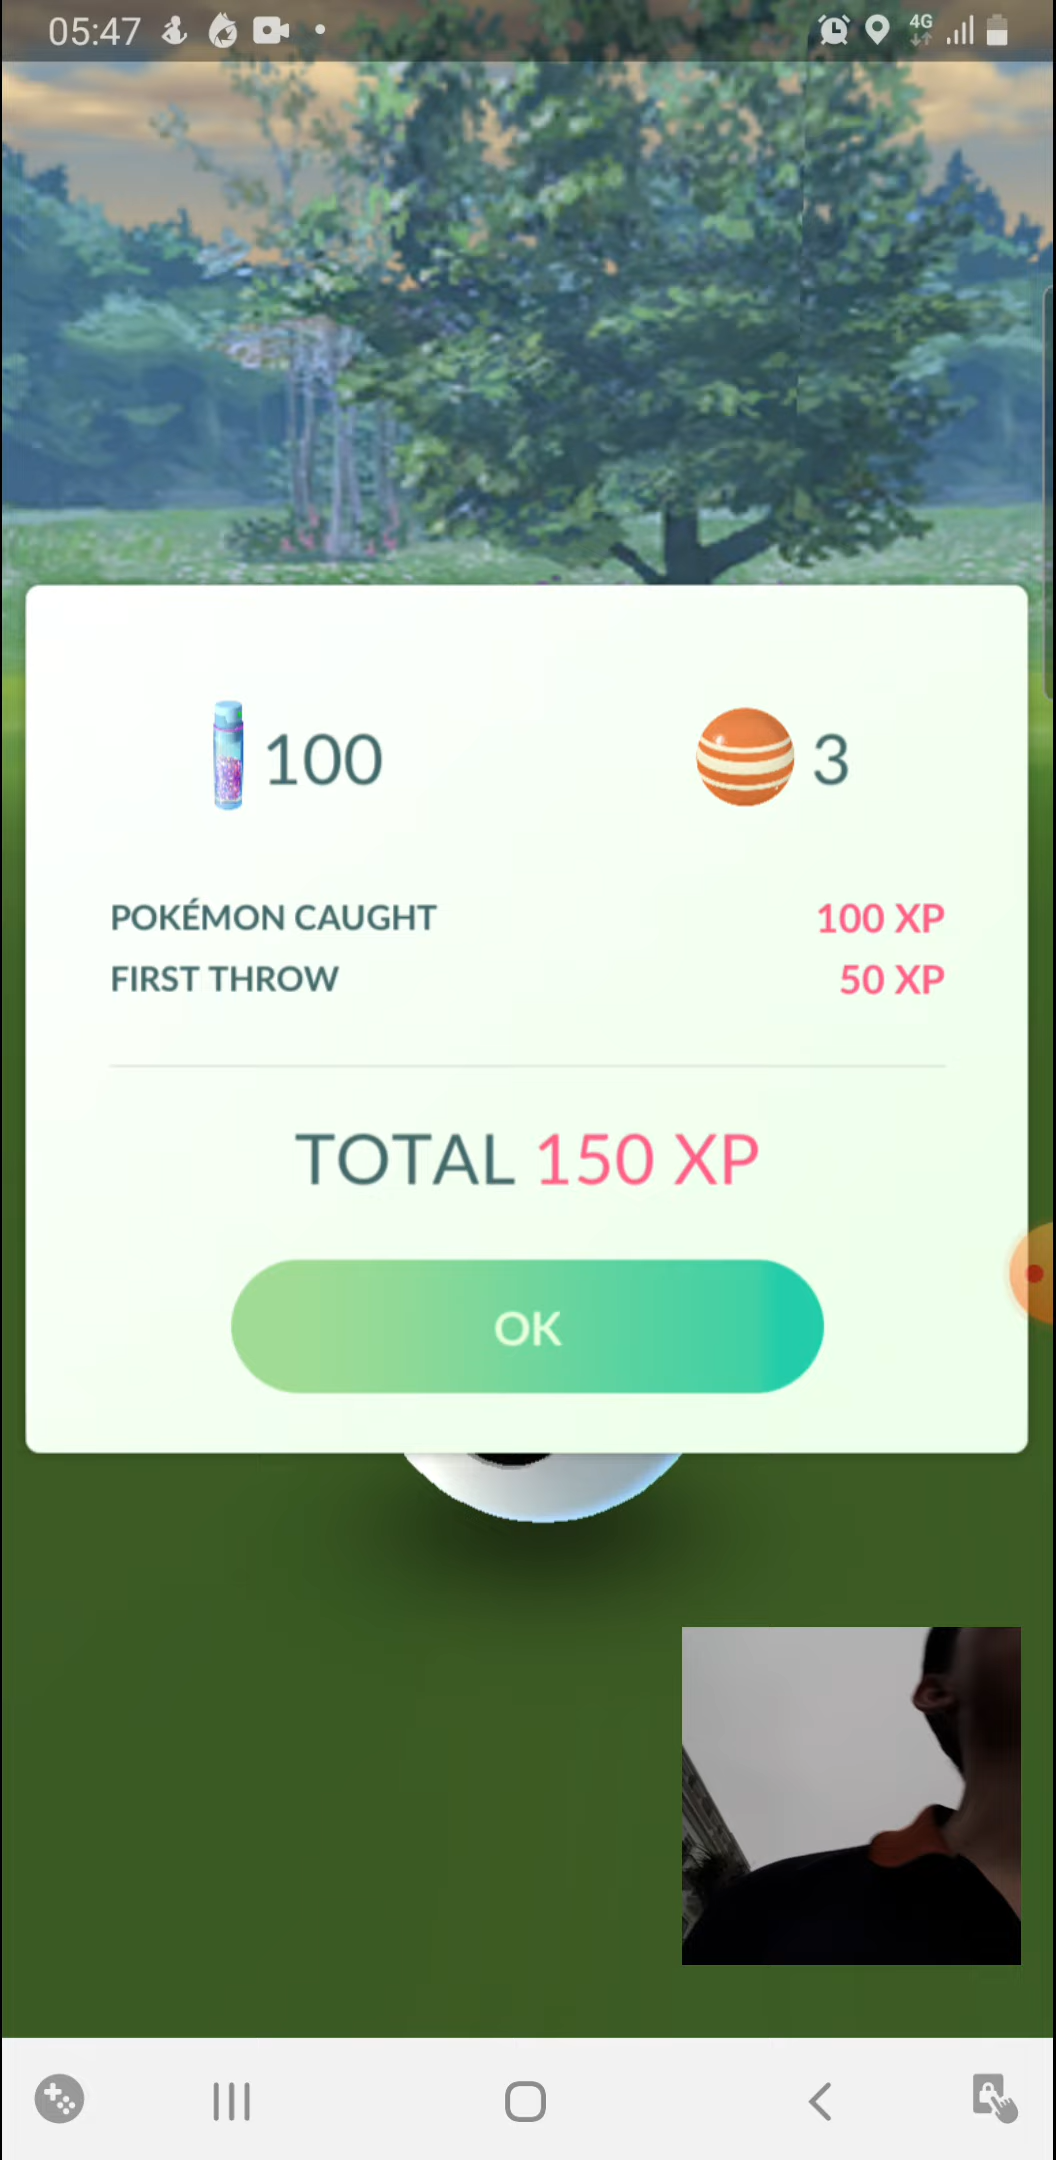 05:47
4G
100
3
POKÉMON CAUGHT 100 XP
FIRST THROW 50 XP
TOTAL 150 XP
OK